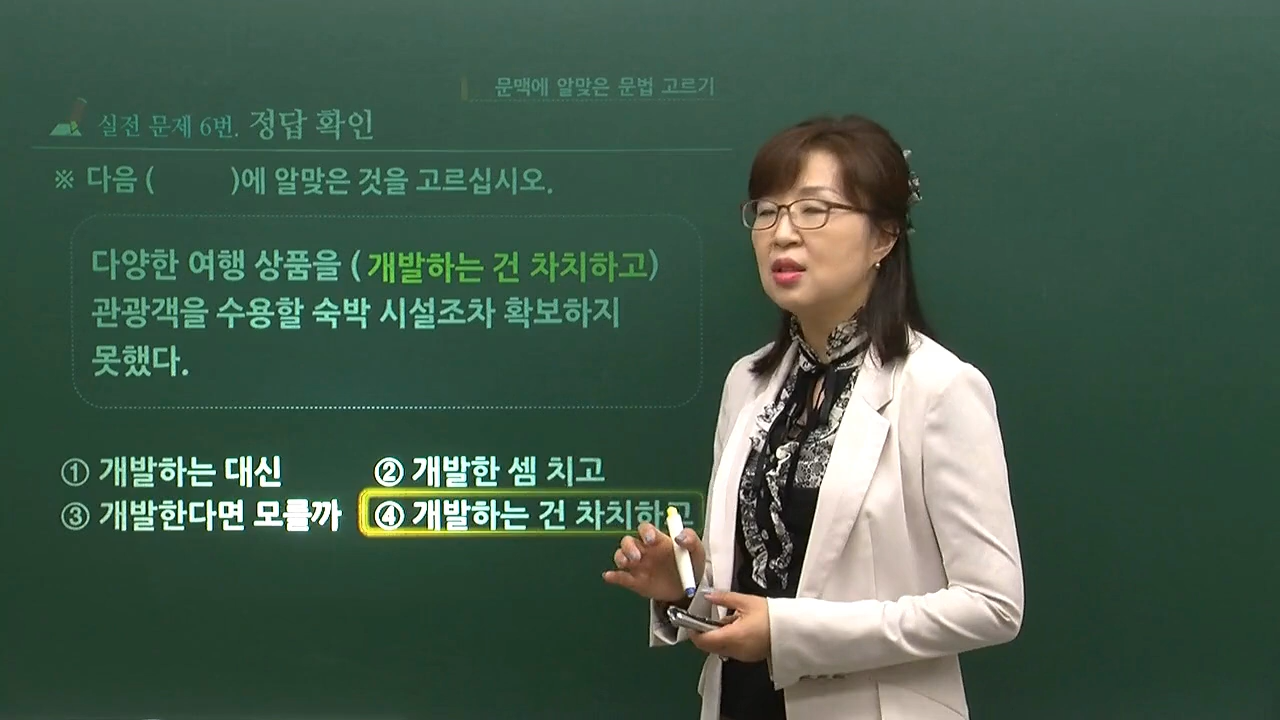 문맥에 알맞은 문법 고르기
실전 문제 6번. 정답 확인
※ 다음 ( )에 알맞은 것을 고르십시오.
다양한 여행 상품을 (개발하는 건 차치하고)
관광객을 수용할 숙박 시설조차 확보하지
못했다.
① 개발하는 대신 ② 개발한 셈 치고
③ 개발한다면 모를까 ④ 개발하는 건 차치하고